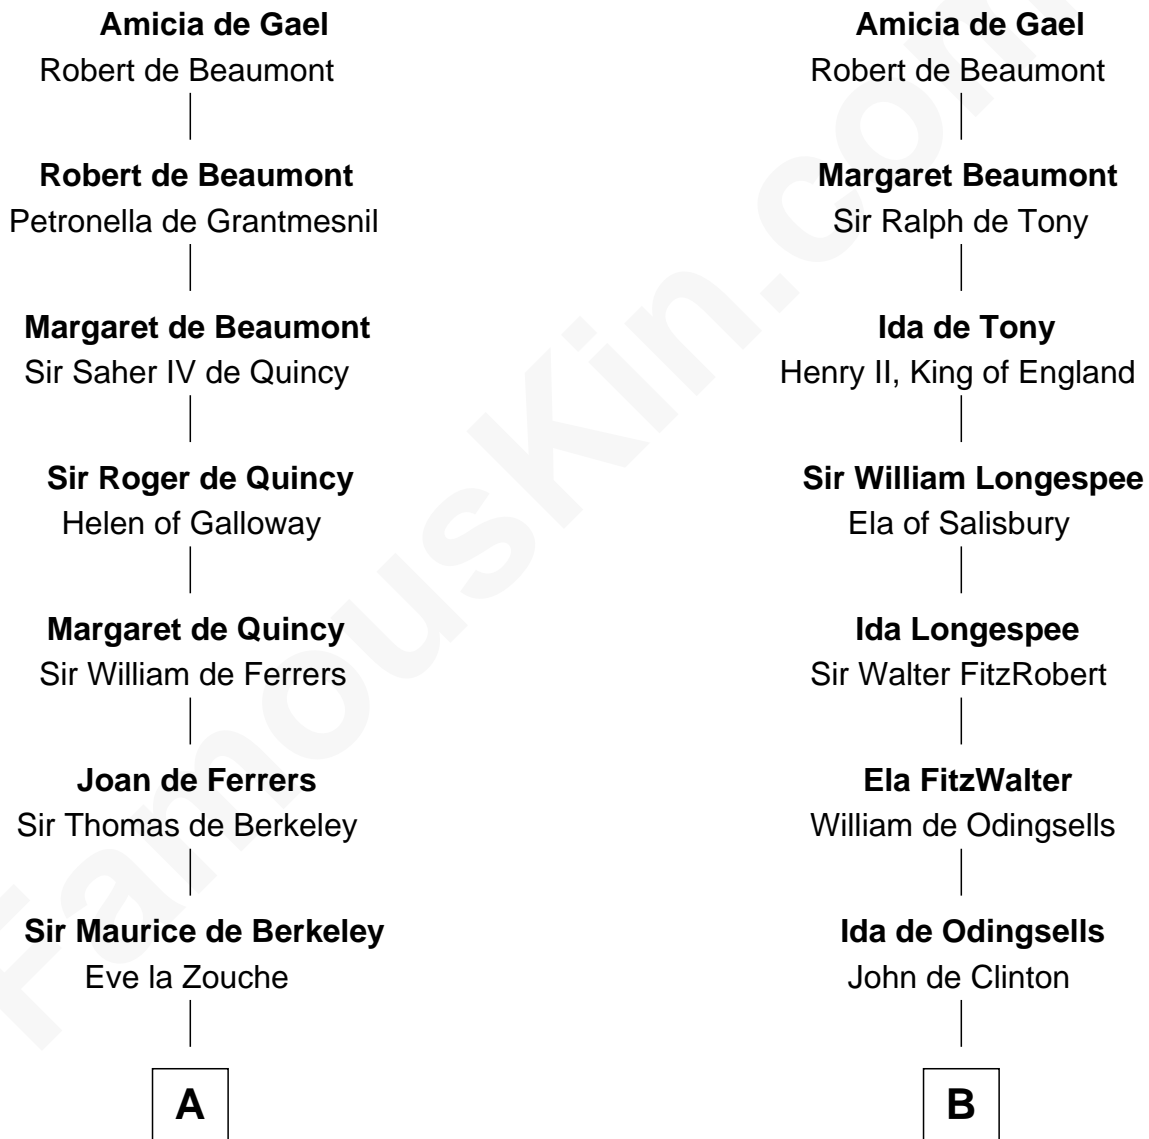 Amicia de Gael
Robert de Beaumont
Robert de Beaumont
Petronella de Grantmesnil
Margaret de Beaumont
Sir Saher IV de Quincy
Sir Roger de Quincy
Helen of Galloway
Margaret de Quincy
Sir William de Ferrers
Joan de Ferrers
Sir Thomas de Berkeley
Sir Maurice de Berkeley
Eve la Zouche
A
Amicia de Gael
Robert de Beaumont
Margaret Beaumont
Sir Ralph de Tony
Ida de Tony
Henry II, King of England
Sir William Longespee
Ela of Salisbury
Ida Longespee
Sir Walter FitzRobert
Ela FitzWalter
William de Odingsells
Ida de Odingsells
John de Clinton
B
FamousKin.com